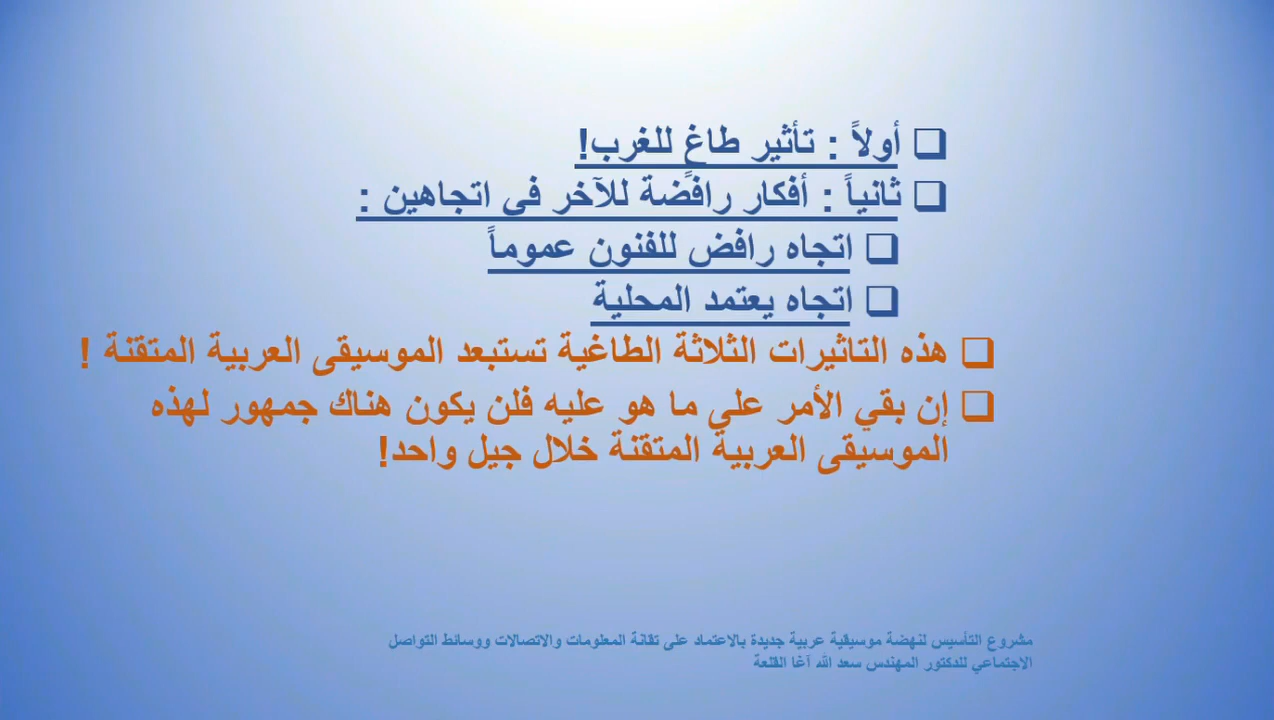 ❑ أولاً : تأثير طاغٍ للغرب!
❑ ثانياً : أفكار رافضة للآخر في اتجاهين :
❑ اتجاه رافض للفنون عموماً
❑ اتجاه يعتمد المحلية
❑ هذه التاثيرات الثلاثة الطاغية تستبعد الموسيقى العربية المتقنة !
❑ إن بقي الأمر على ما هو عليه فلن يكون هناك جمهور لهذه
الموسيقى العربية المتقنة خلال جيل واحد!
مشروع التأسيس لنهضة موسيقية عربية جديدة بالاعتماد على تقانة المعلومات والاتصالات ووسائط التواصل
الاجتماعي للدكتور المهندس سعد الله آغا القلعة